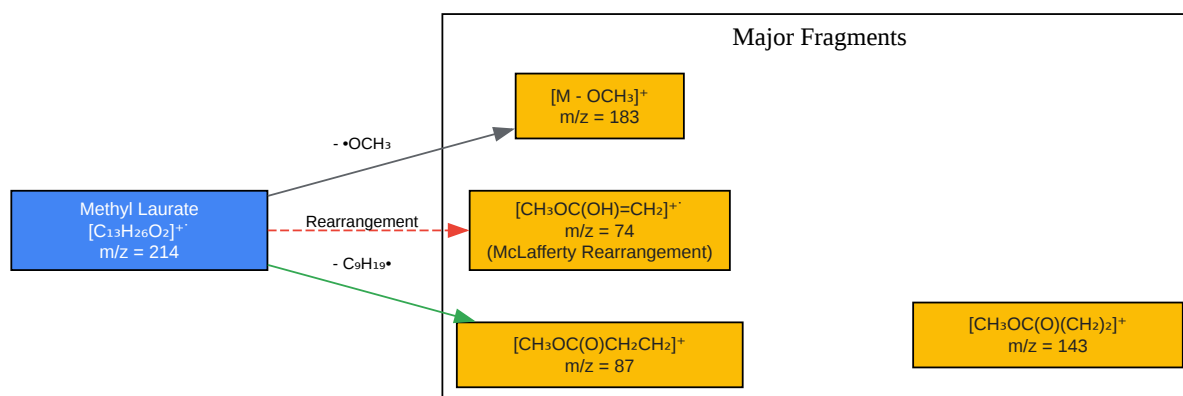 Major Fragments
[M - OCH₃]⁺
m/z = 183
- •OCH₃
Methyl Laurate
[C₁₃H₂₆O₂]⁺˙
m/z = 214
Rearrangement
[CH₃OC(OH)=CH₂]⁺˙
m/z = 74
(McLafferty Rearrangement)
- C₉H₁₉•
[CH₃OC(O)CH₂CH₂]⁺
m/z = 87
[CH₃OC(O)(CH₂)₂]⁺
m/z = 143